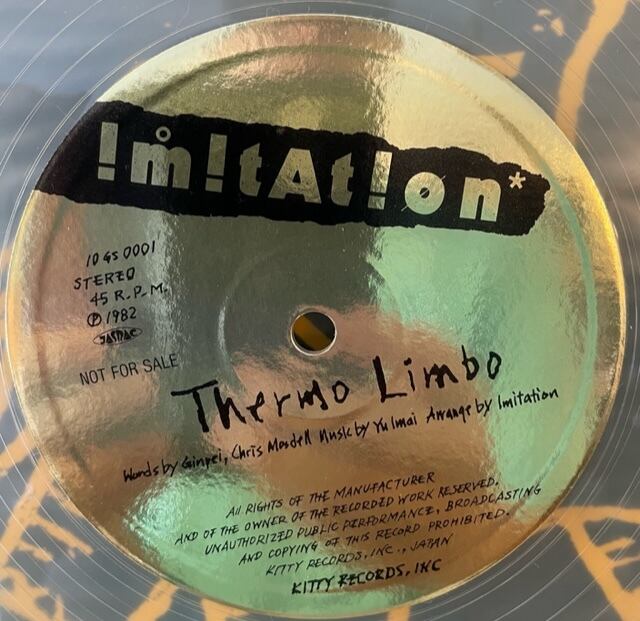 !m̊!tAt!øn*
10 GS 0001
STEREO
45 R.P.M.
Ⓟ1982
JASRAC
NOT FOR SALE
Thermo Limbo
Words by Ginpei, Chris Mosdell Music by Yu Imai Arrange by Imitation
All RIGHTS OF THE MANUFACTURER
AND OF THE OWNER OF THE RECORDED WORK RESERVED.
UNAUTHORIZED PUBLIC PERFORMANCE, BROADCASTING
AND COPYING OF THIS RECORD PROHIBITED.
KITTY RECORDS, INC., JAPAN
KITTY RECORDS, INC